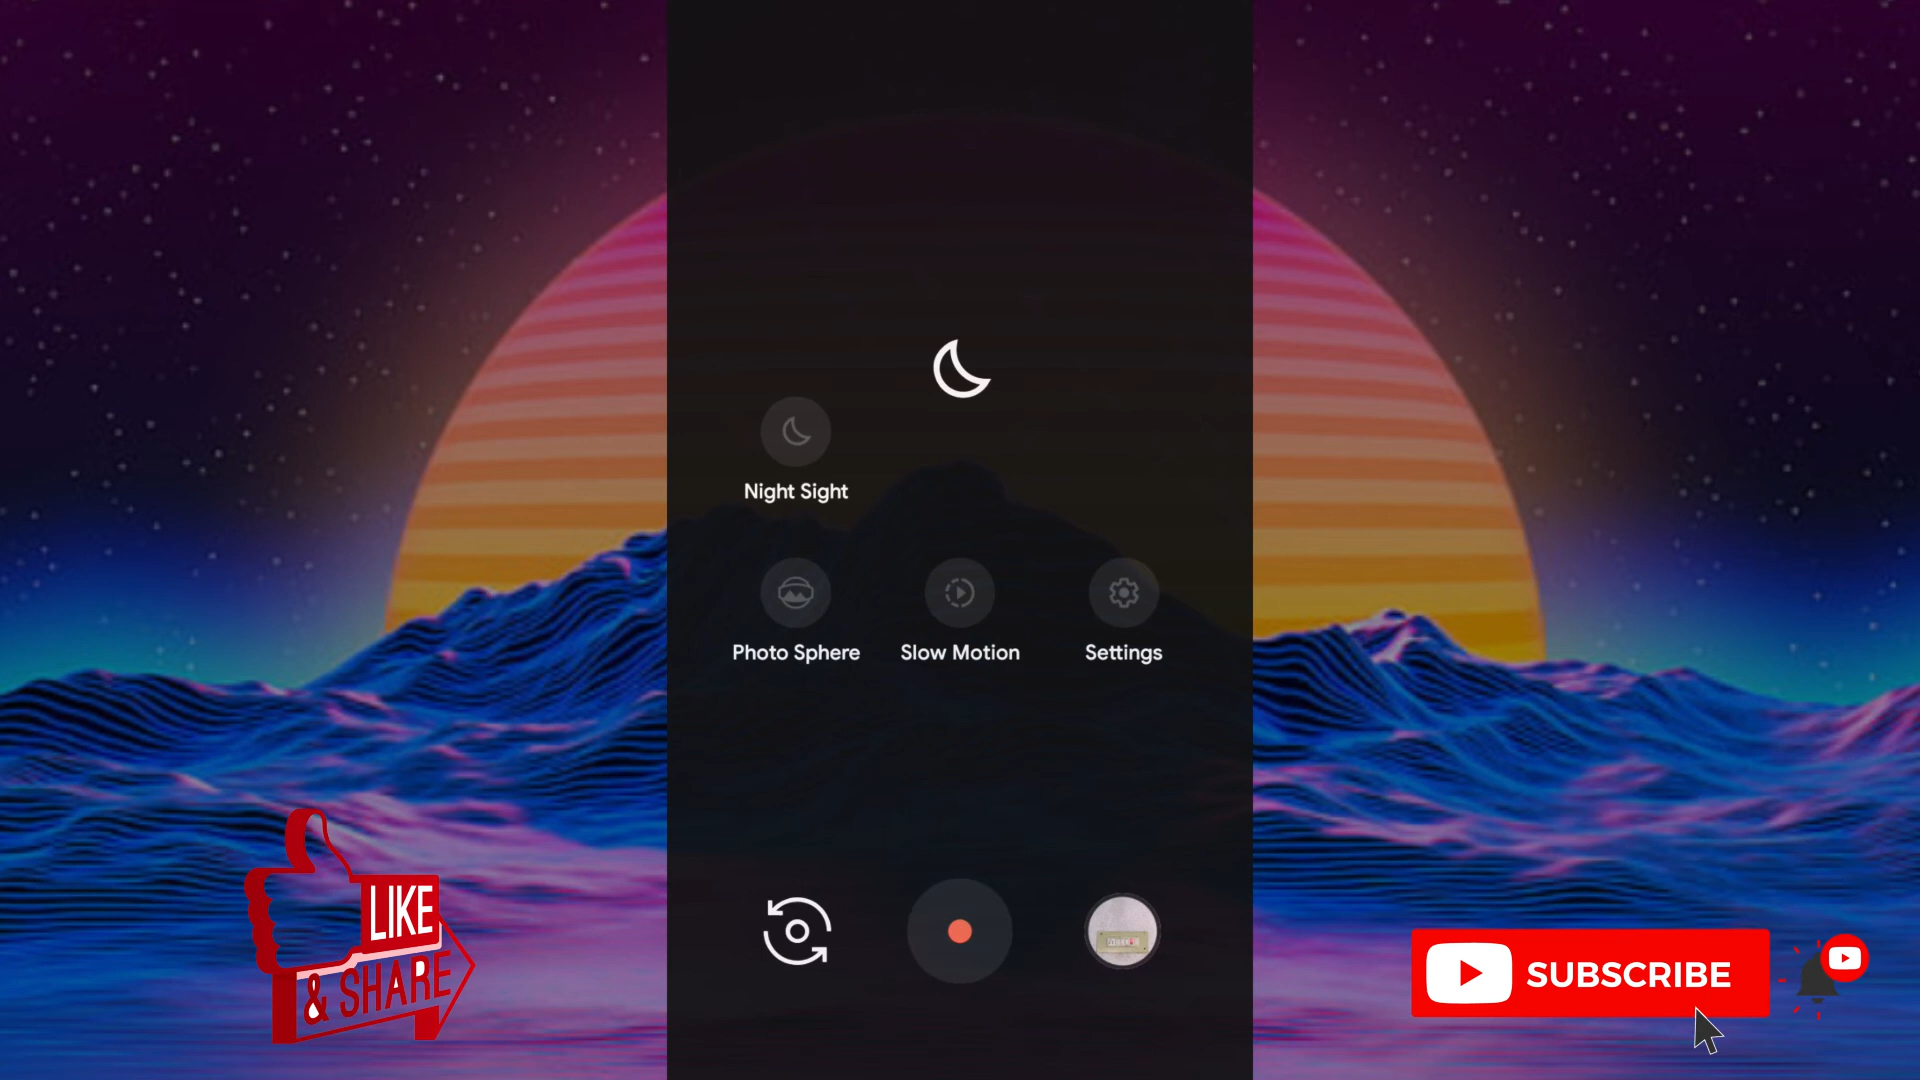 Night Sight
Photo Sphere
Slow Motion
Settings
LIKE
& SHARE
SUBSCRIBE